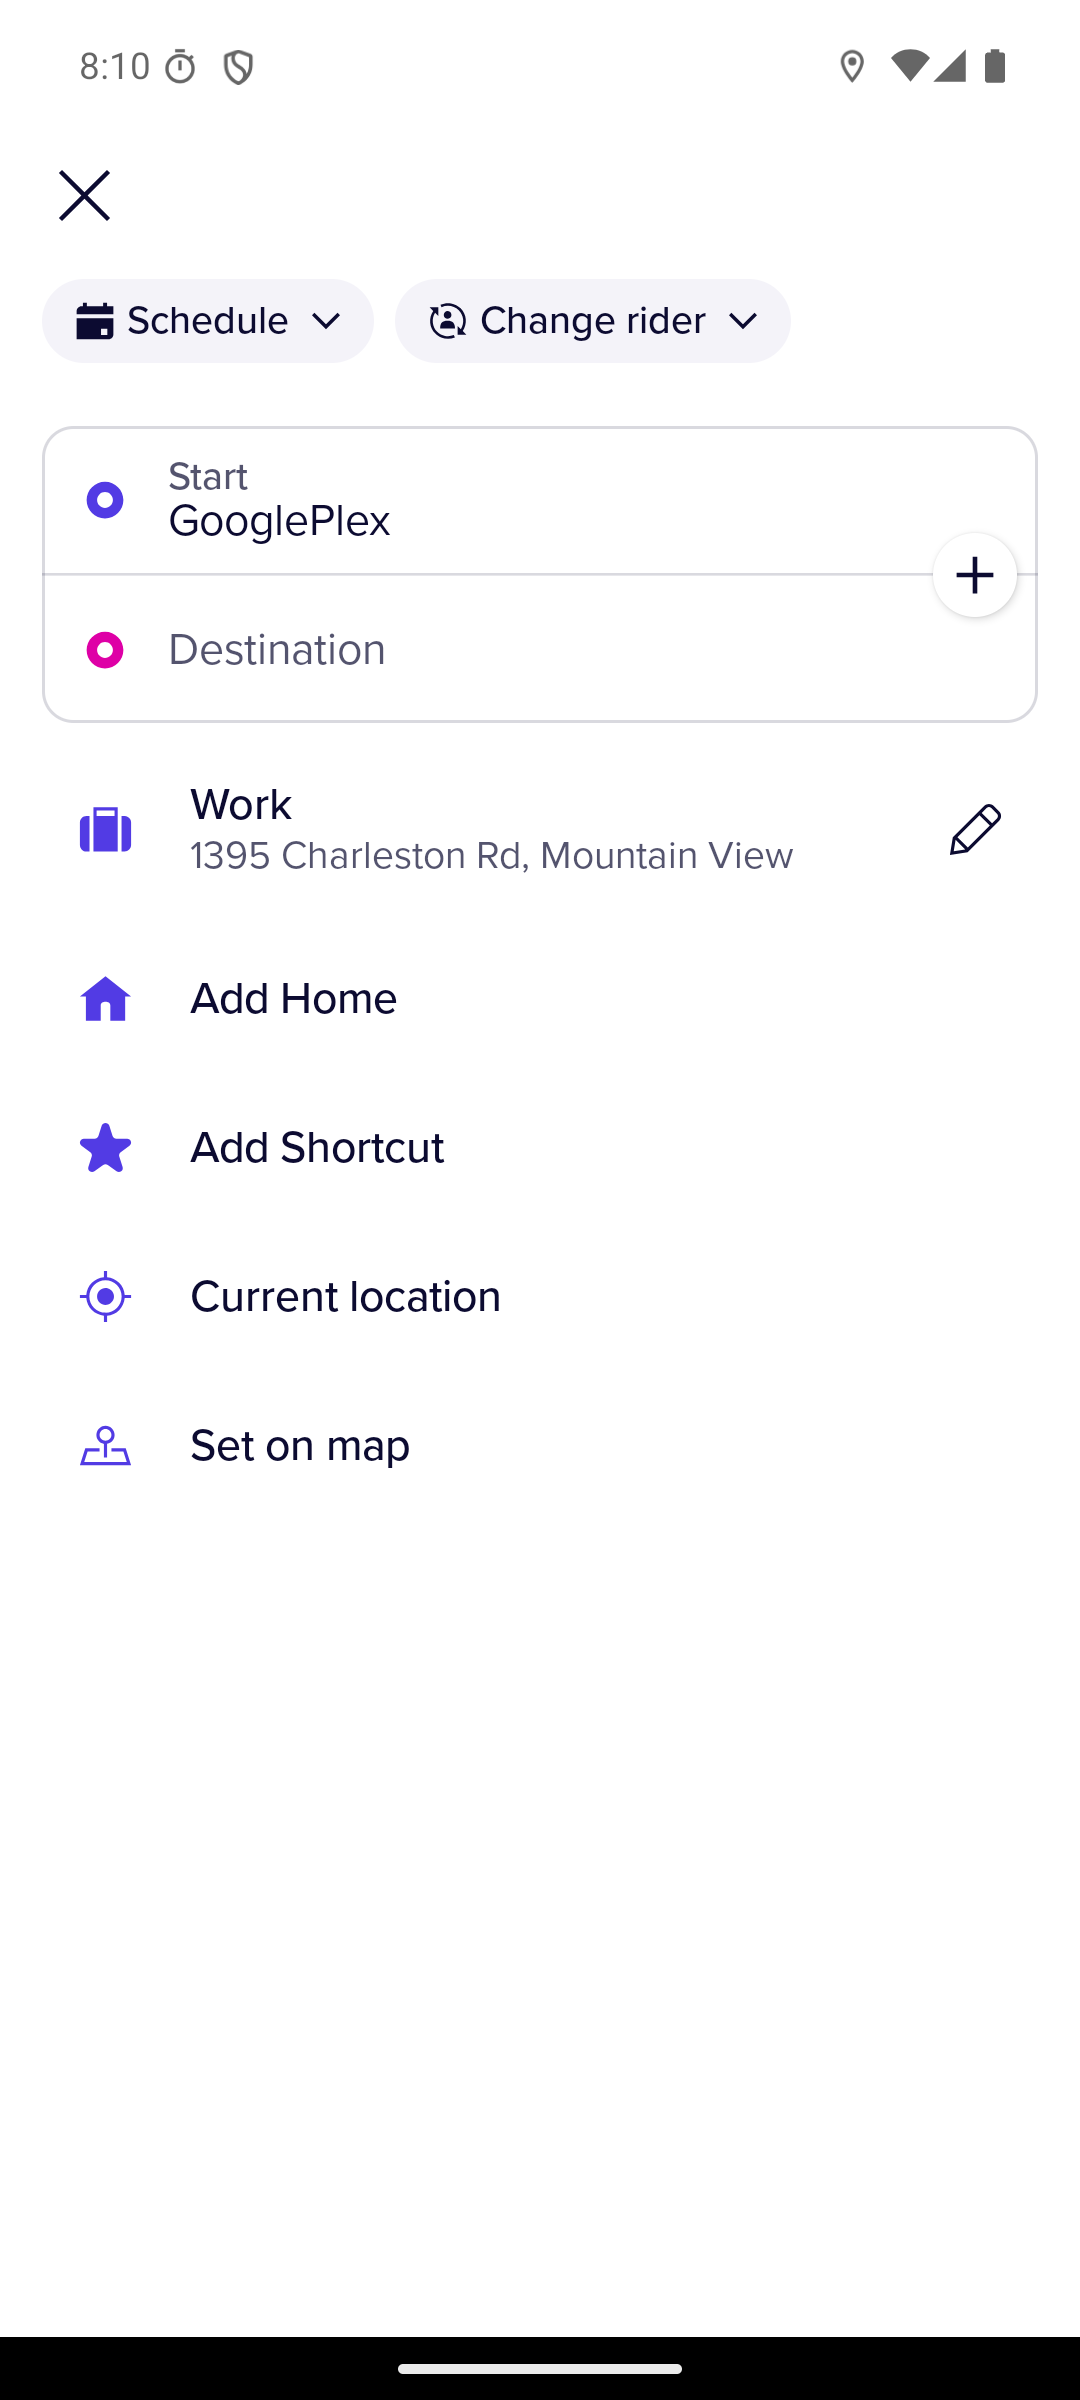 8:10
Schedule
Change rider
Start
GooglePlex
Destination
Work
1395 Charleston Rd, Mountain View
Add Home
Add Shortcut
Current location
Set on map